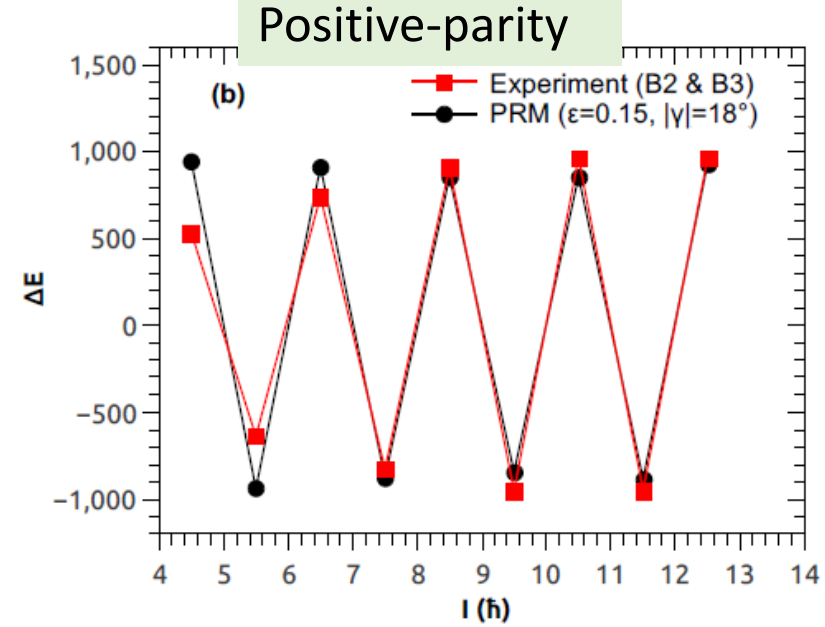 Positive-parity
(b)
Experiment (B2 & B3)
PRM (ε=0.15, |γ|=18°)
1,500
1,000
500
0
−500
−1,000
ΔE
4 5 6 7 8 9 10 11 12 13 14
I (ħ)